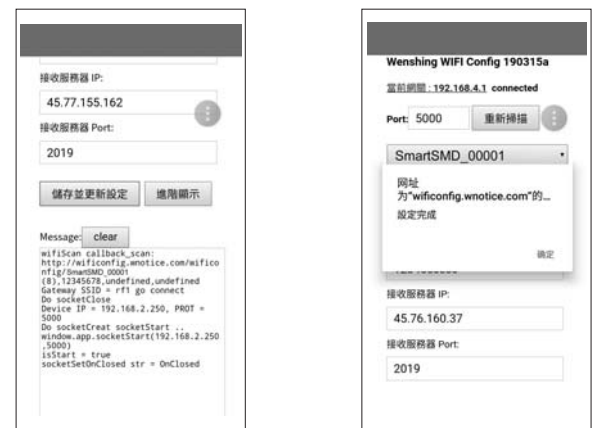 接收服務器 IP:
45.77.155.162
接收服務器 Port:
2019
儲存並更新設定 進階顯示
Message: clear
wifiScan callback_scan:
http://wificonfig.wnotice.com/wifico
nfig/SmartSMD_00001
(8),12345678,undefined,undefined
Gateway SSID = rf1 go connect
Do socketClose
Device IP = 192.168.2.250, PROT =
5000
Do socketCreat socketStart ..
window.app.socketStart(192.168.2.250
,5000)
isStart = true
socketSetOnClosed str = OnClosed
Wenshing WIFI Config 190315a
當前網關 : 192.168.4.1 connected
Port: 5000 重新掃描
SmartSMD_00001
网址
为"wificonfig.wnotice.com"的...
設定完成
确定
接收服務器 IP:
45.76.160.37
接收服務器 Port:
2019